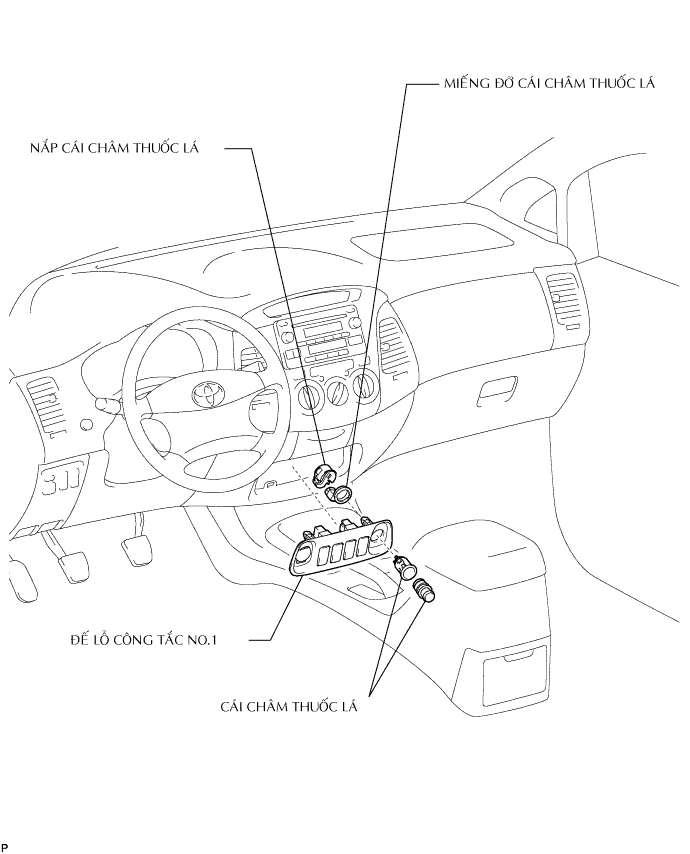 MIẾNG ĐỠ CÁI CHÂM THUỐC LÁ
NẮP CÁI CHÂM THUỐC LÁ
ĐẾ LỖ CÔNG TẮC NO.1
CÁI CHÂM THUỐC LÁ
P